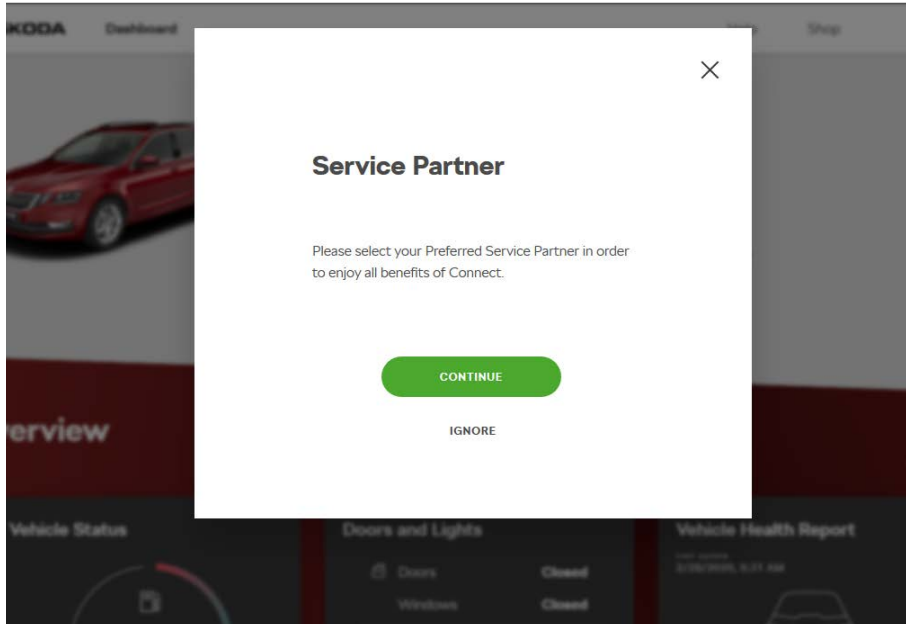 KODA Dashboard Help Shop
Service Partner
Please select your Preferred Service Partner in order
to enjoy all benefits of Connect.
CONTINUE
erview
IGNORE
Vehicle Status
Doors and Lights
Vehicle Health Report
Doors Closed
Windows Closed